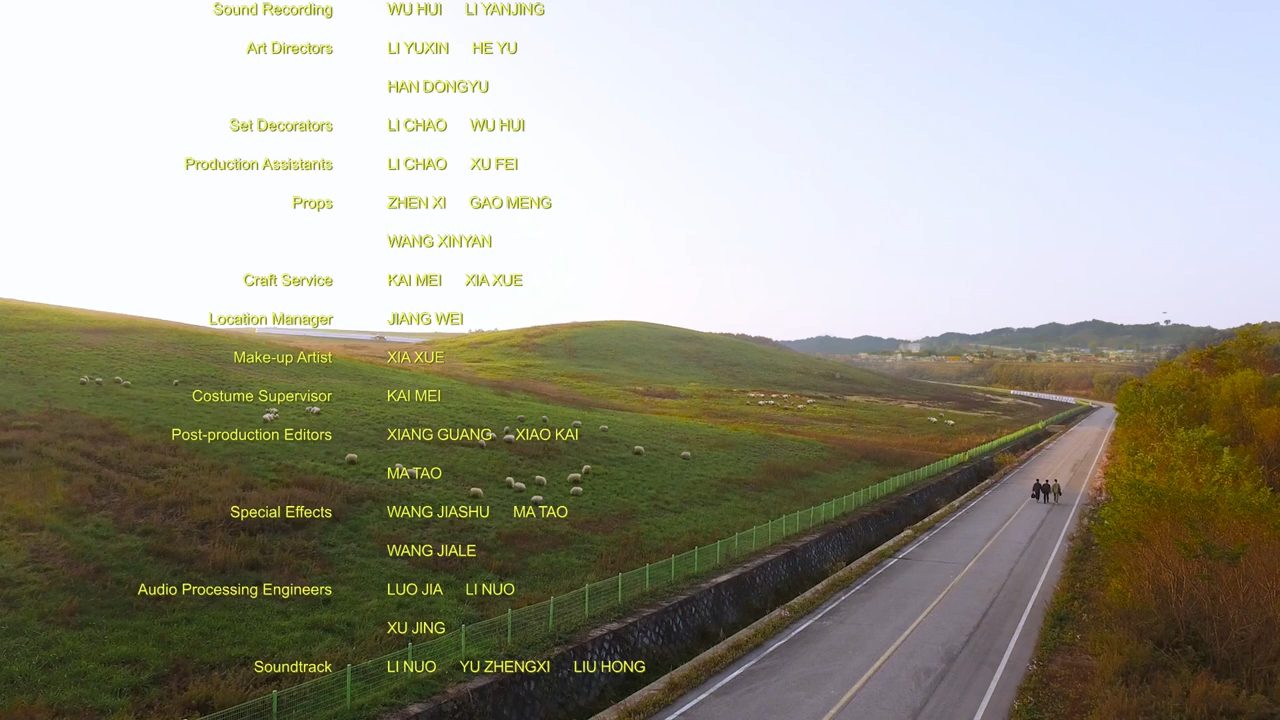 Sound Recording WU HUI LI YANJING
Art Directors LI YUXIN HE YU
HAN DONGYU
Set Decorators LI CHAO WU HUI
Production Assistants LI CHAO XU FEI
Props ZHEN XI GAO MENG
WANG XINYAN
Craft Service KAI MEI XIA XUE
Location Manager JIANG WEI
Make-up Artist XIA XUE
Costume Supervisor KAI MEI
Post-production Editors XIANG GUANG XIAO KAI
MA TAO
Special Effects WANG JIASHU MA TAO
WANG JIALE
Audio Processing Engineers LUO JIA LI NUO
XU JING
Soundtrack LI NUO YU ZHENGXI LIU HONG